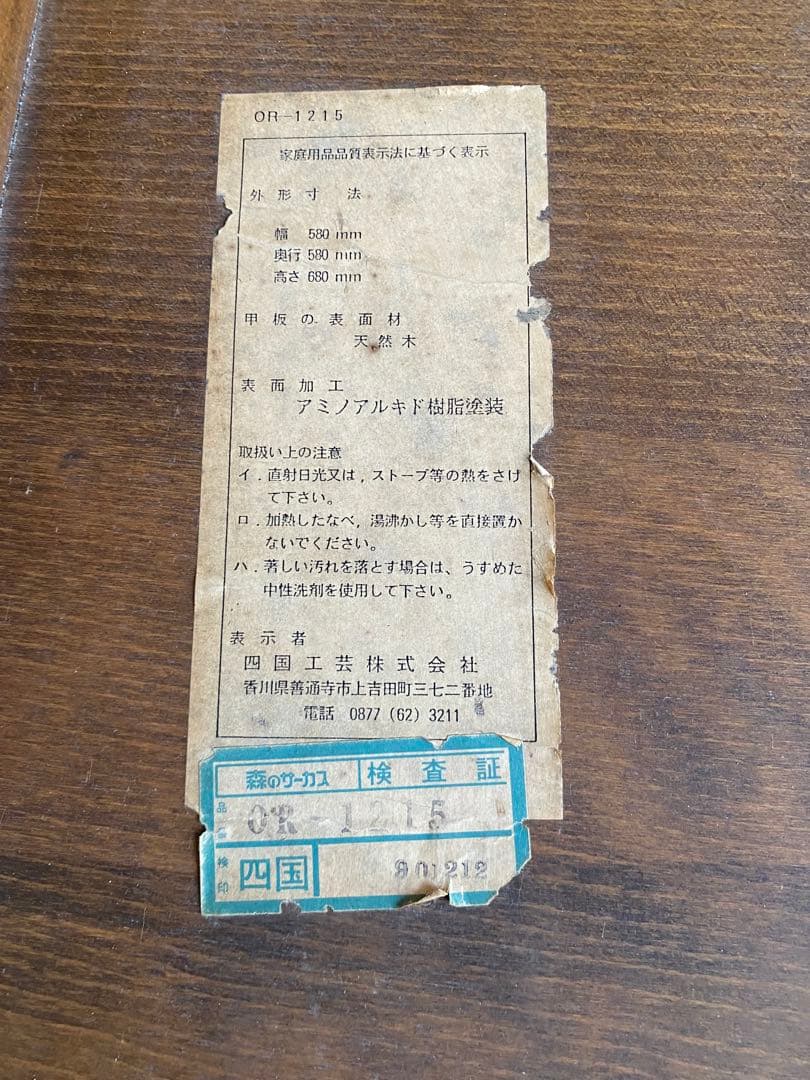 OR-1215
家庭用品品質表示法に基づく表示
外形寸法
幅 580 mm
奥行 580 mm
高さ 680 mm
甲板の表面材
天然木
表面加工
アミノアルキド樹脂塗装
取扱い上の注意
イ.直射日光又は,ストーブ等の熱をさけ
て下さい。
ロ.加熱したなべ,湯沸かし等を直接置か
ないでください。
ハ.著しい汚れを落とす場合は、うすめた
中性洗剤を使用して下さい。
表示者
四国工芸株式会社
香川県善通寺市上吉田町三七二番地
電話 0877(62)3211
森のサーカス 検査証
品番 OR-1215
検印 四国 901212